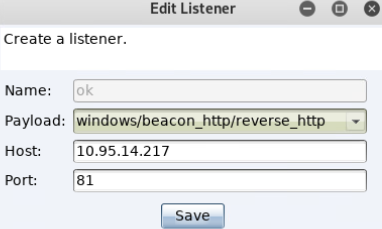 Edit Listener
Create a listener.
Name: ok
Payload: windows/beacon_http/reverse_http
Host: 10.95.14.217
Port: 81
Save